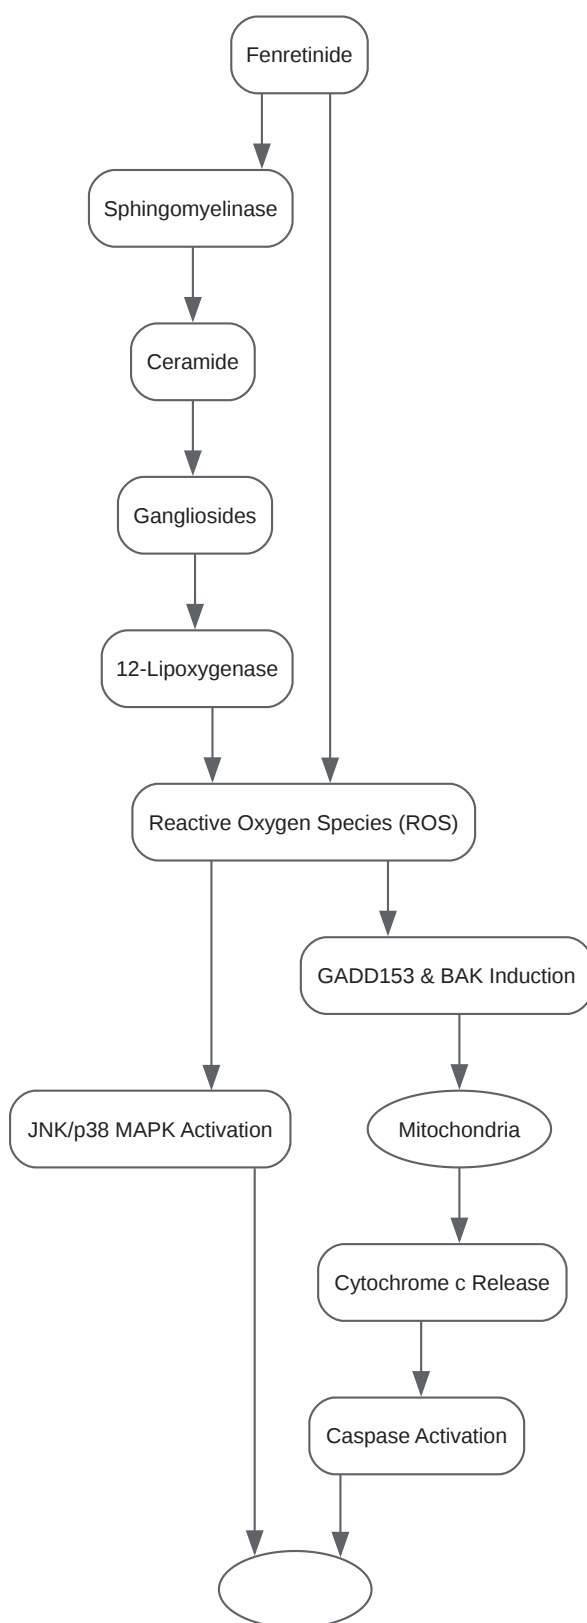 Fenretinide
Sphingomyelinase
Ceramide
Gangliosides
12-Lipoxygenase
Reactive Oxygen Species (ROS)
GADD153 & BAK Induction
JNK/p38 MAPK Activation
Mitochondria
Cytochrome c Release
Caspase Activation